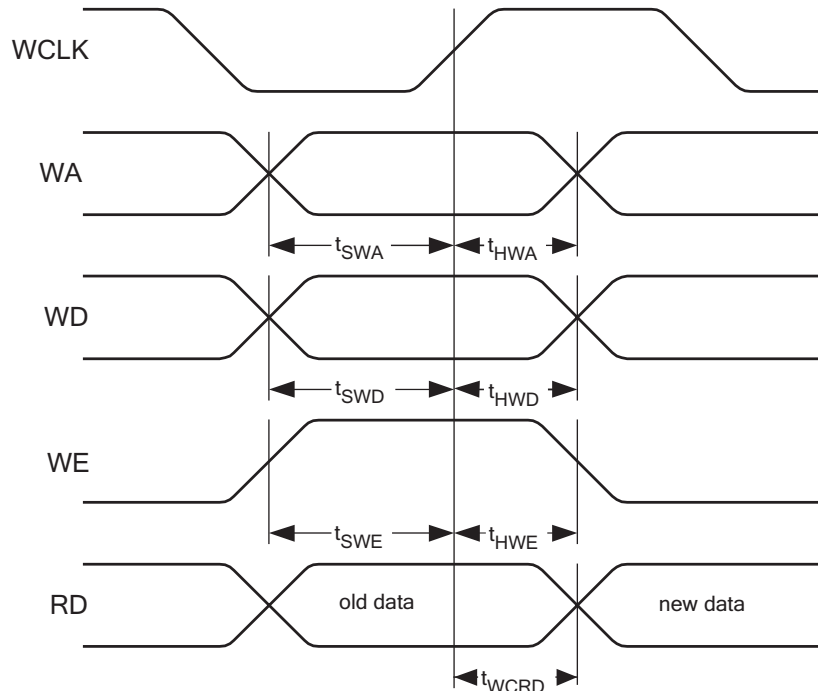 WCLK
WA
tSWA tHWA
WD
tSWD tHWD
WE
tSWE tHWE
RD old data new data
tWCRD